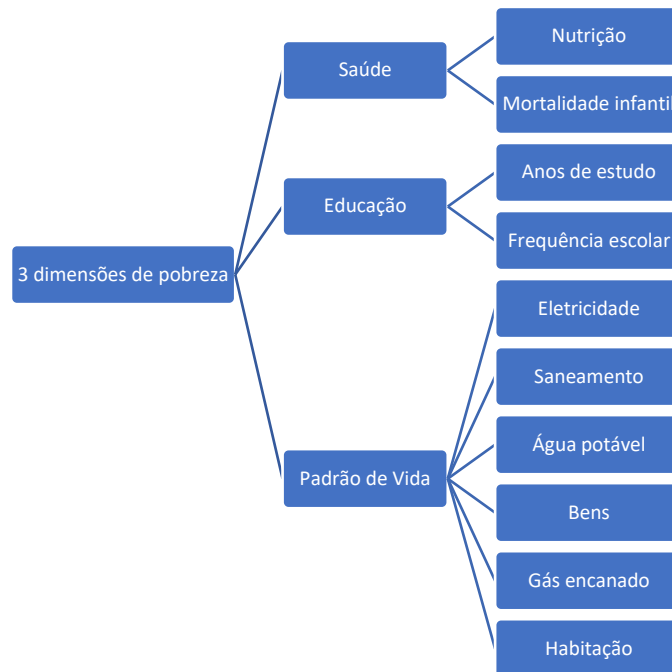 3 dimensões de pobreza
Saúde
Nutrição
Mortalidade infantil
Educação
Anos de estudo
Frequência escolar
Padrão de Vida
Eletricidade
Saneamento
Água potável
Bens
Gás encanado
Habitação